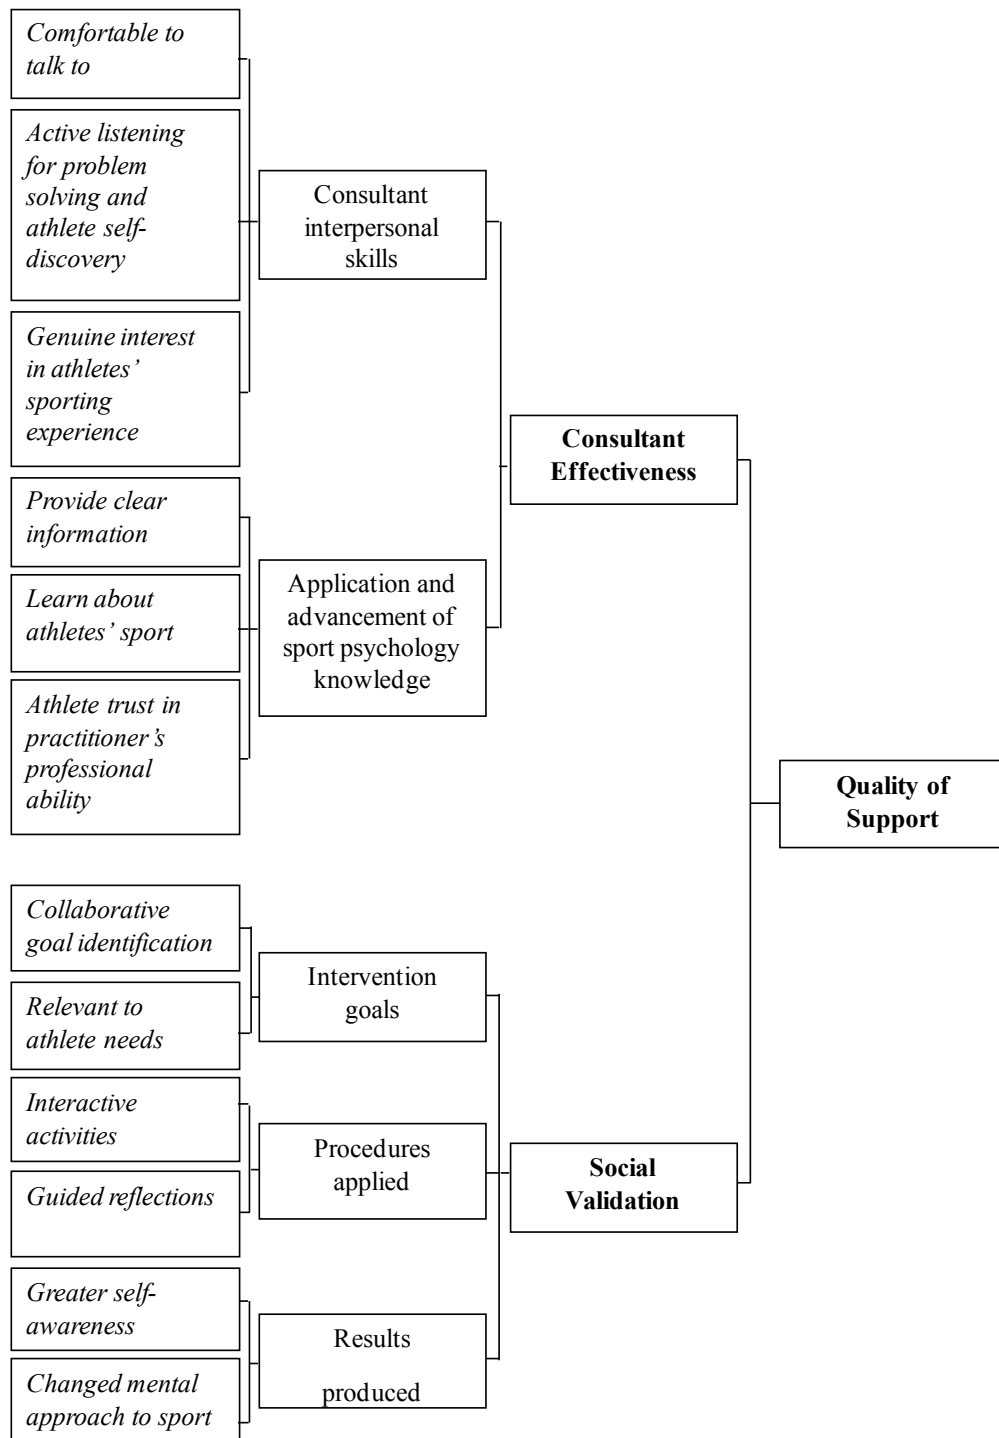 Comfortable to
talk to
Active listening
for problem
solving and
athlete self-
discovery
Genuine interest
in athletes’
sporting
experience
Provide clear
information
Learn about
athletes’ sport
Athlete trust in
practitioner’s
professional
ability
Collaborative
goal identification
Relevant to
athlete needs
Interactive
activities
Guided reflections
Greater self-
awareness
Changed mental
approach to sport
Consultant
interpersonal
skills
Application and
advancement of
sport psychology
knowledge
Intervention
goals
Procedures
applied
Results
produced
Consultant
Effectiveness
Social
Validation
Quality of
Support